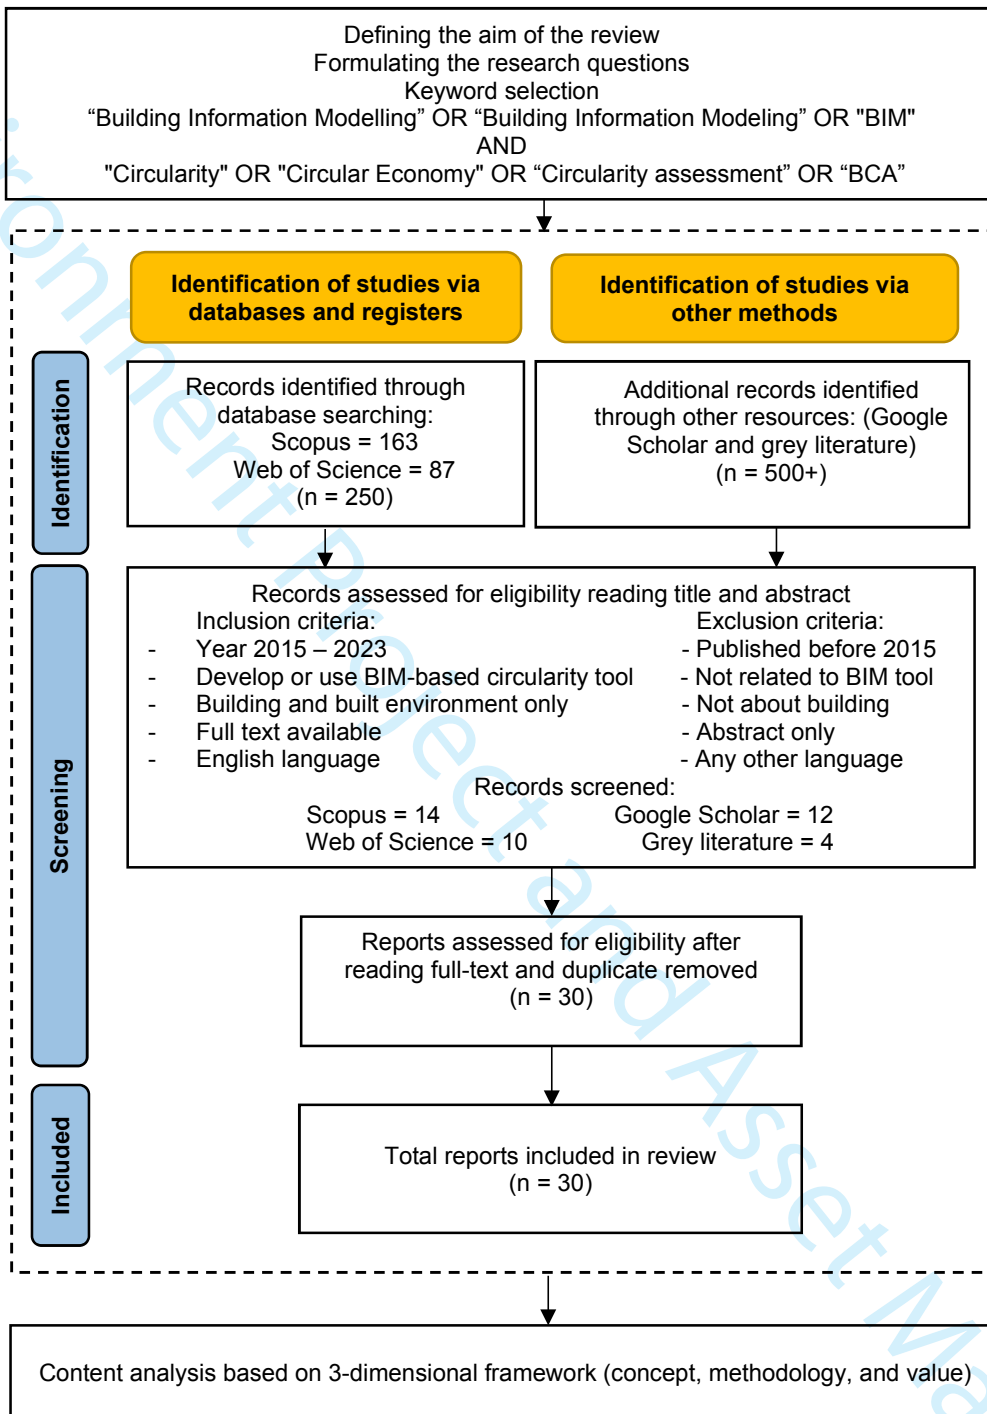 Defining the aim of the review
Formulating the research questions
Keyword selection
“Building Information Modelling” OR “Building Information Modeling” OR "BIM"
AND
"Circularity" OR "Circular Economy" OR “Circularity assessment” OR “BCA”
Identification of studies via
databases and registers
Identification of studies via
other methods
Identification
Records identified through
database searching:
Scopus = 163
Web of Science = 87
(n = 250)
Additional records identified
through other resources: (Google
Scholar and grey literature)
(n = 500+)
Screening
Records assessed for eligibility reading title and abstract
Inclusion criteria:
- Year 2015 – 2023
- Develop or use BIM-based circularity tool
- Building and built environment only
- Full text available
- English language
Exclusion criteria:
- Published before 2015
- Not related to BIM tool
- Not about building
- Abstract only
- Any other language
Records screened:
Scopus = 14
Web of Science = 10
Google Scholar = 12
Grey literature = 4
Reports assessed for eligibility after
reading full-text and duplicate removed
(n = 30)
Included
Total reports included in review
(n = 30)
Content analysis based on 3-dimensional framework (concept, methodology, and value)
ironment Project and Asset Ma